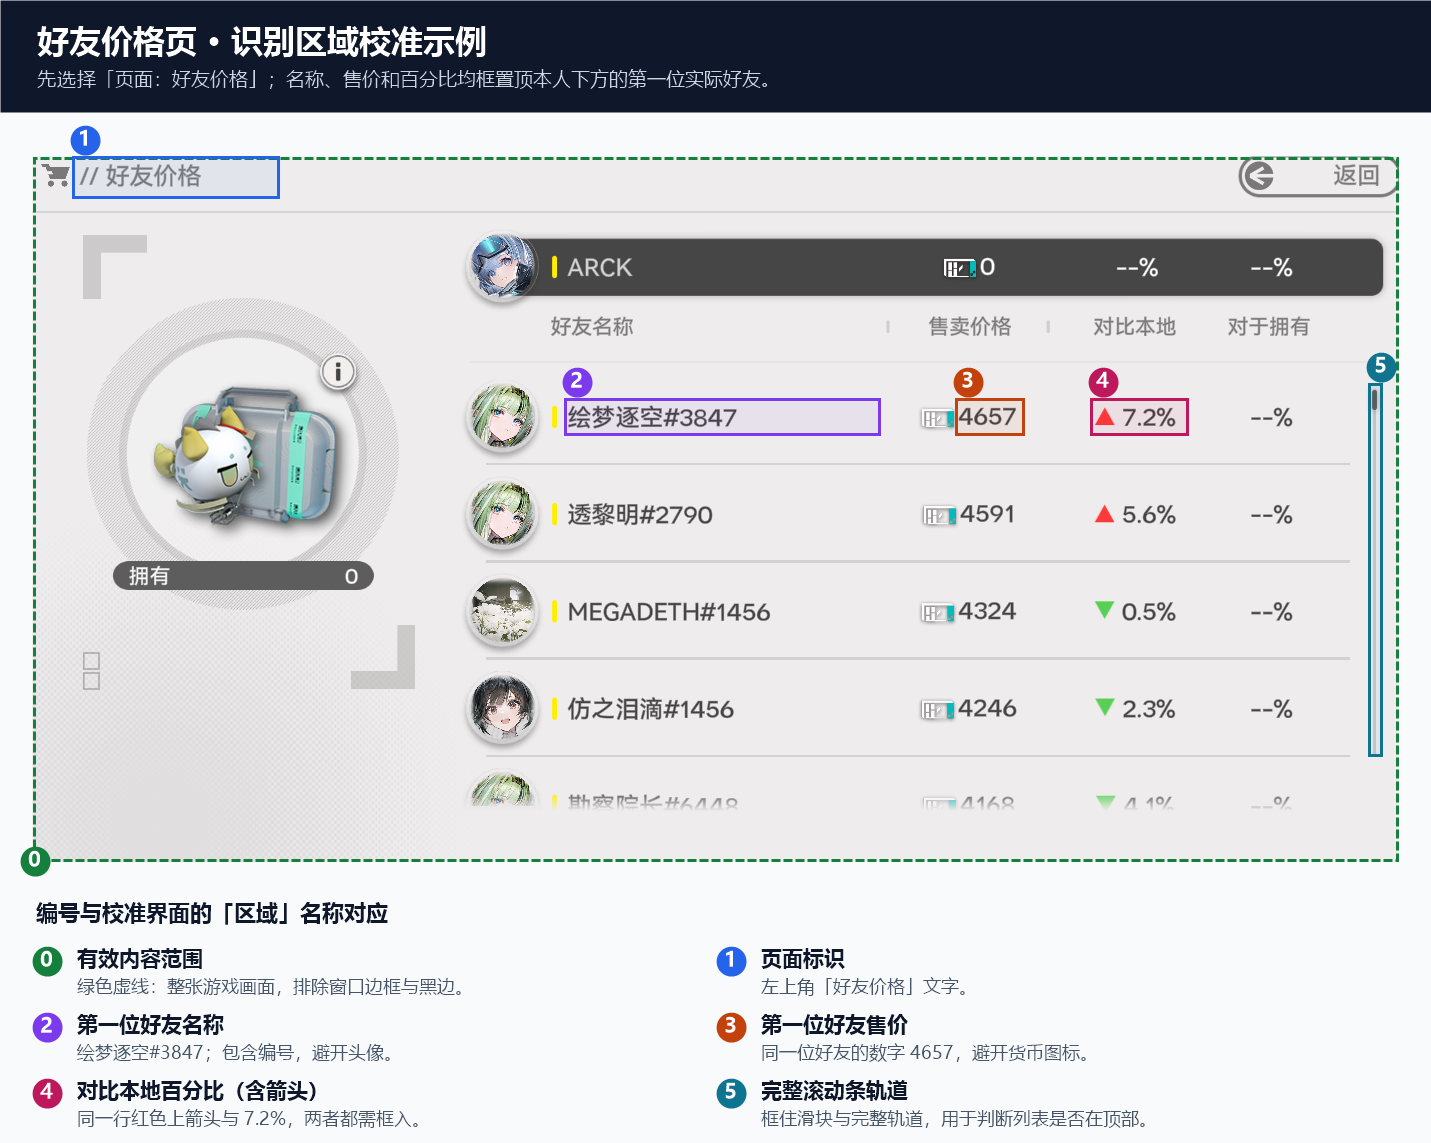 好友价格页 · 识别区域校准示例
先选择「页面：好友价格」；名称、售价和百分比均框置顶本人下方的第一位实际好友。
1
// 好友价格
返回
ARCK
0
--%
--%
好友名称
售卖价格
对比本地
对于拥有
5
2
3
4
绘梦逐空#3847
4657
7.2%
--%
透黎明#2790
4591
5.6%
--%
拥有
0
MEGADETH#1456
4324
0.5%
--%
仿之泪滴#1456
4246
2.3%
--%
勘察院长#6448
4168
4.1%
--%
0
编号与校准界面的「区域」名称对应
0
有效内容范围
绿色虚线：整张游戏画面，排除窗口边框与黑边。
1
页面标识
左上角「好友价格」文字。
2
第一位好友名称
绘梦逐空#3847；包含编号，避开头像。
3
第一位好友售价
同一位好友的数字 4657，避开货币图标。
4
对比本地百分比（含箭头）
同一行红色上箭头与 7.2%，两者都需框入。
5
完整滚动条轨道
框住滑块与完整轨道，用于判断列表是否在顶部。